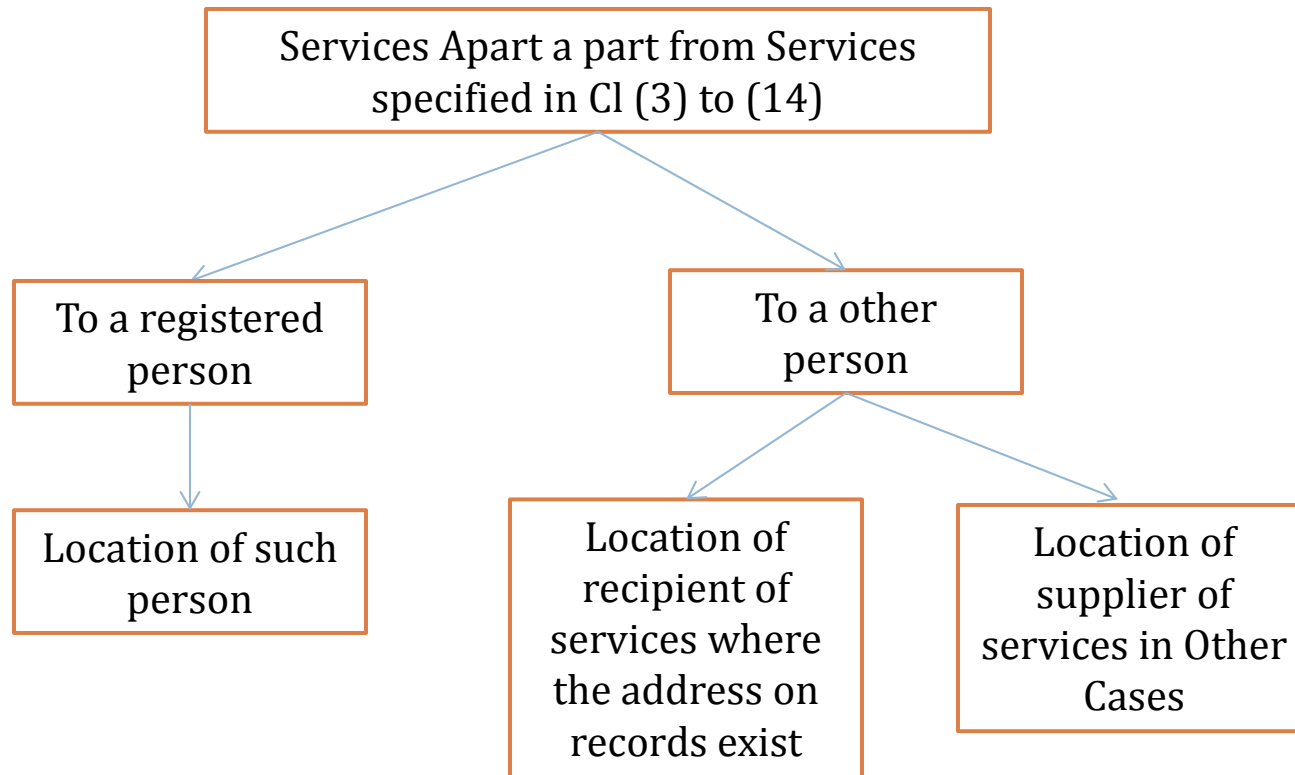 Services Apart a part from Services
specified in Cl (3) to (14)
To a registered
person
To a other
person
Location of such
person
Location of
recipient of
services where
the address on
records exist
Location of
supplier of
services in Other
Cases